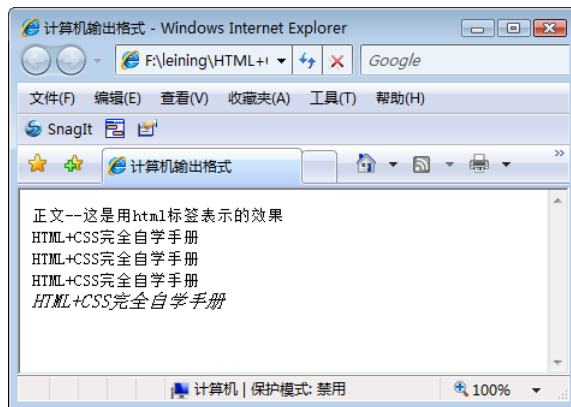 计算机输出格式 - Windows Internet Explorer
F:\leining\HTML+(
Google
文件(F) 编辑(E) 查看(V) 收藏夹(A) 工具(T) 帮助(H)
SnagIt
计算机输出格式
»
正文--这是用html标签表示的效果
HTML+CSS完全自学手册
HTML+CSS完全自学手册
HTML+CSS完全自学手册
HTML+CSS完全自学手册
计算机 | 保护模式: 禁用 100%